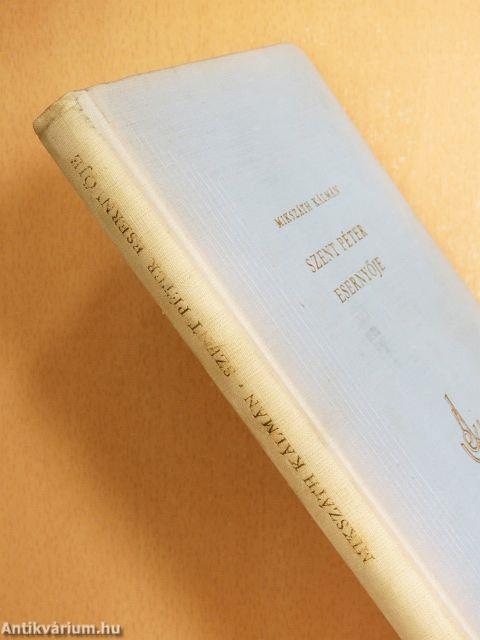 MIKSZÁTH KÁLMÁN
SZENT PÉTER
ESERNYŐJE
MIKSZÁTH KÁLMÁN · SZENT PÉTER ESERNYŐJE
Antikvárium.hu